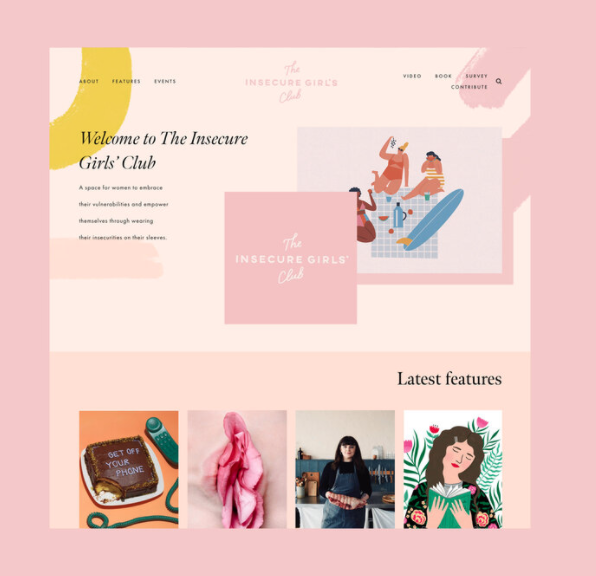 ABOUT FEATURES EVENTS
The
INSECURE GIRL'S
Club
VIDEO BOOK SURVEY
CONTRIBUTE
Welcome to The Insecure
Girls' Club
A space for women to embrace
their vulnerabilities and empower
themselves through wearing
their insecurities on their sleeves.
The
INSECURE GIRLS'
Club
Latest features
GET OFF
YOUR
PHONE